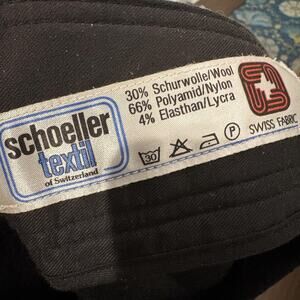 schoeller
textil
of Switzerland
30% Schurwolle/Wool
66% Polyamid/Nylon
4% Elasthan/Lycra
30
P
SWISS FABRIC